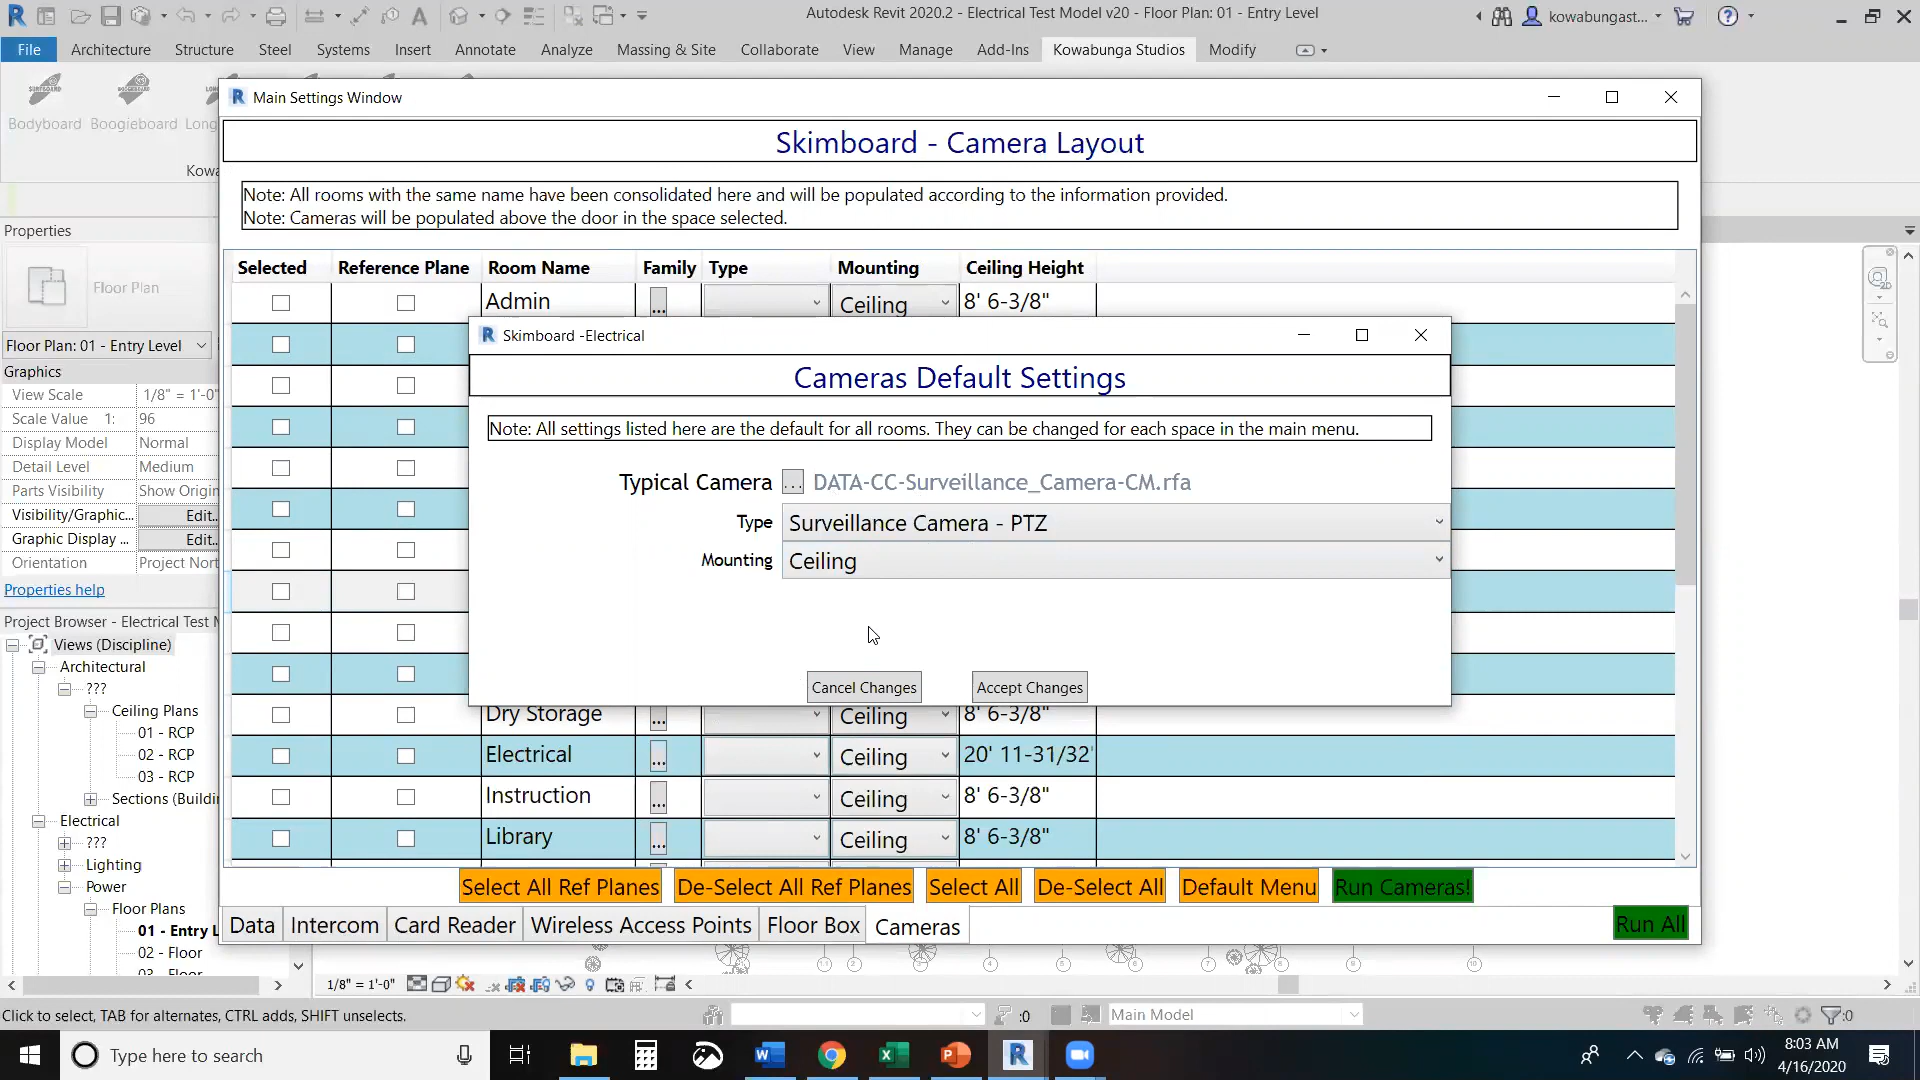 Autodesk Revit 2020.2 - Electrical Test Model v20 - Floor Plan: 01 - Entry Level
kowabungast...
File Architecture Structure Steel Systems Insert Annotate Analyze Massing & Site Collaborate View Manage Add-Ins Kowabunga Studios Modify
Bodyboard Boogieboard Long
Kowa
Main Settings Window
Skimboard - Camera Layout
Note: All rooms with the same name have been consolidated here and will be populated according to the information provided.
Note: Cameras will be populated above the door in the space selected.
Properties
Floor Plan
Floor Plan: 01 - Entry Level
Graphics
View Scale 1/8" = 1'-0"
Scale Value 1: 96
Display Model Normal
Detail Level Medium
Parts Visibility Show Origin
Visibility/Graphic... Edit..
Graphic Display ... Edit..
Orientation Project Nort
Properties help
Project Browser - Electrical Test M
Views (Discipline)
Architectural
???
Ceiling Plans
01 - RCP
02 - RCP
03 - RCP
Sections (Buildin
Electrical
???
Lighting
Power
Floor Plans
01 - Entry L
02 - Floor
03 - Floor
Selected Reference Plane Room Name Family Type Mounting Ceiling Height
Admin ... Ceiling 8' 6-3/8"
Skimboard -Electrical
Cameras Default Settings
Note: All settings listed here are the default for all rooms. They can be changed for each space in the main menu.
Typical Camera ... DATA-CC-Surveillance_Camera-CM.rfa
Type Surveillance Camera - PTZ
Mounting Ceiling
Cancel Changes Accept Changes
Dry Storage ... Ceiling 8' 6-3/8"
Electrical ... Ceiling 20' 11-31/32"
Instruction ... Ceiling 8' 6-3/8"
Library ... Ceiling 8' 6-3/8"
Select All Ref Planes De-Select All Ref Planes Select All De-Select All Default Menu Run Cameras!
Data Intercom Card Reader Wireless Access Points Floor Box Cameras Run All
1/8" = 1'-0"
Click to select, TAB for alternates, CTRL adds, SHIFT unselects.
:0
Main Model
:0
Type here to search
8:03 AM
4/16/2020